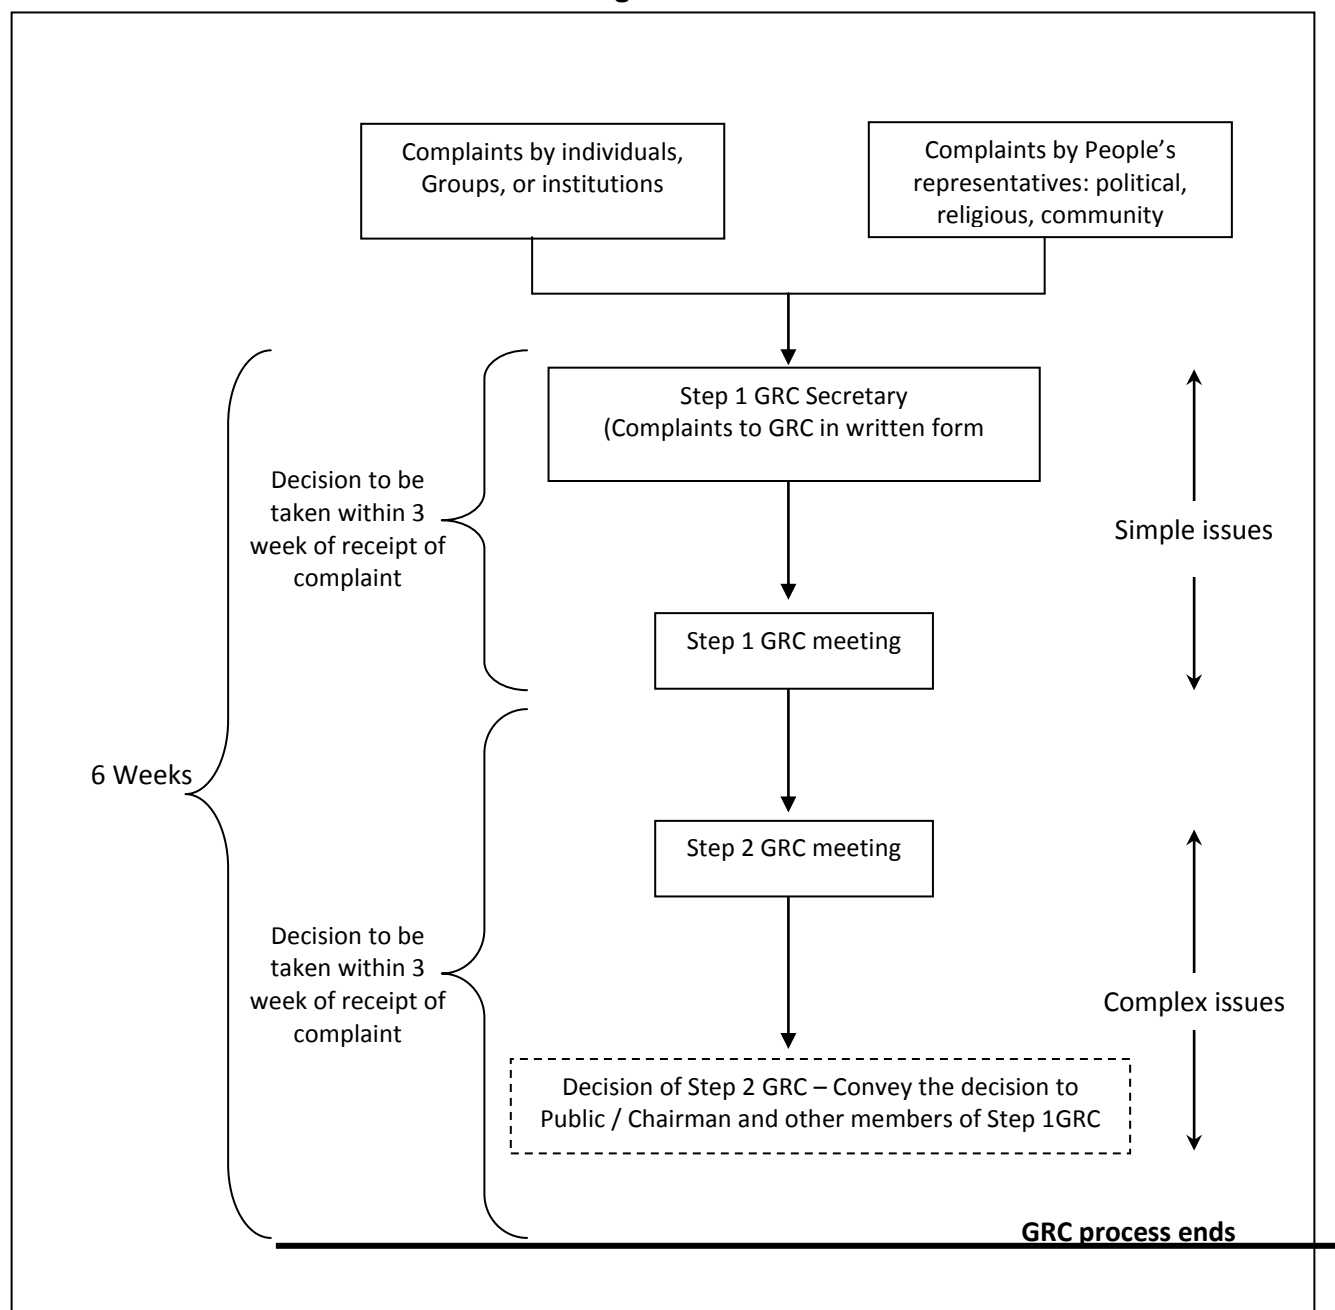 Complaints by individuals,
Groups, or institutions
Complaints by People’s
representatives: political,
religious, community
Step 1 GRC Secretary
(Complaints to GRC in written form
Decision to be
taken within 3
week of receipt of
complaint
Simple issues
Step 1 GRC meeting
6 Weeks
Step 2 GRC meeting
Decision to be
taken within 3
week of receipt of
complaint
Complex issues
Decision of Step 2 GRC – Convey the decision to
Public / Chairman and other members of Step 1GRC
GRC process ends